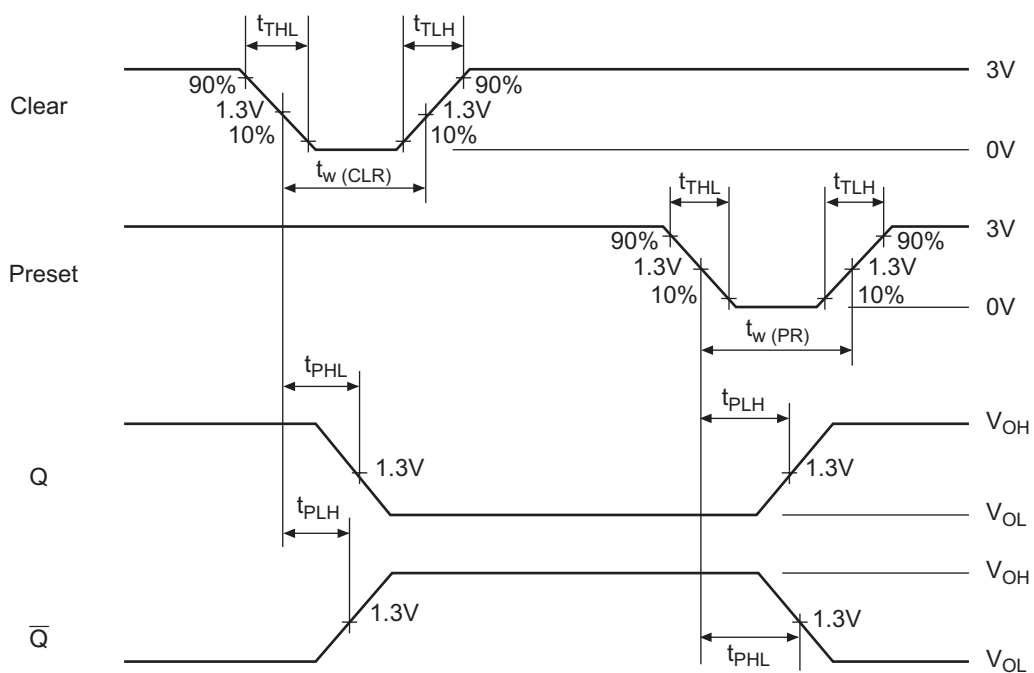 tTHL tTLH
Clear 90% 90% 3V
1.3V 1.3V
10% 10% 0V
tw (CLR)
tTHL tTLH
Preset 90% 90% 3V
1.3V 1.3V
10% 10% 0V
tw (PR)
tPHL tPLH
VOH
Q 1.3V 1.3V
VOL
tPLH
VOH
Q̅ 1.3V 1.3V
tPHL VOL